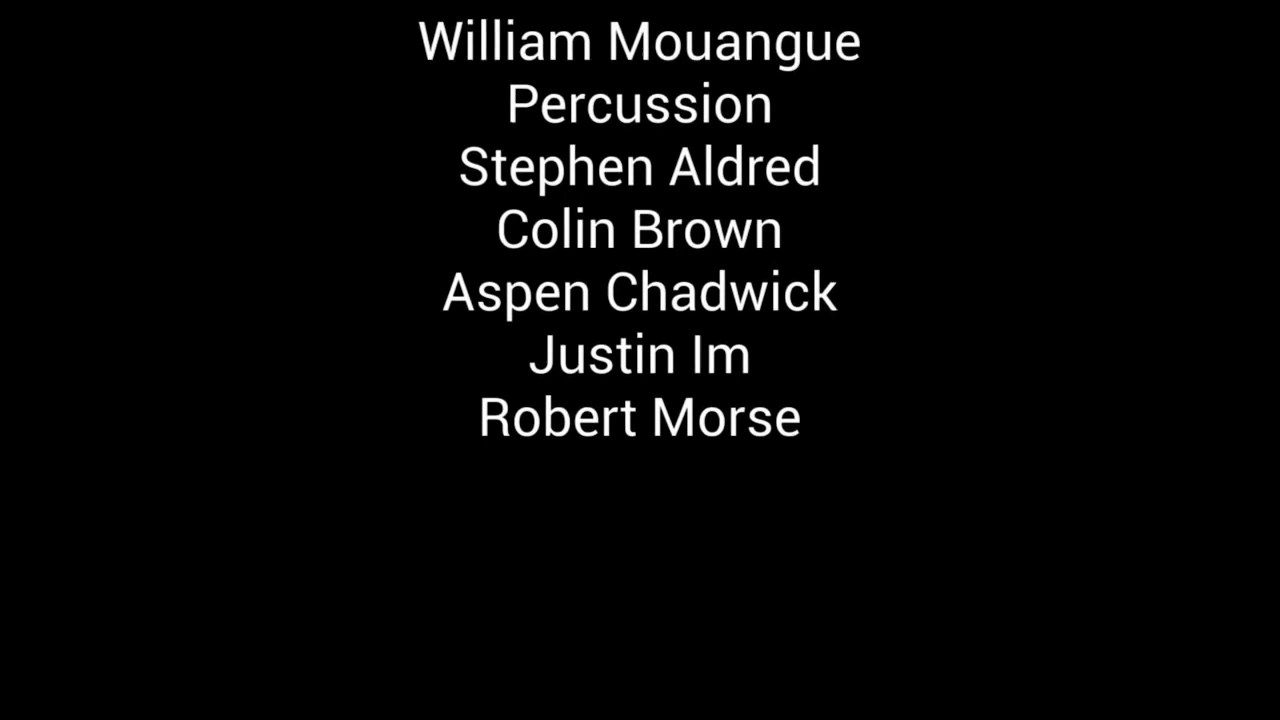 William Mouangue
Percussion
Stephen Aldred
Colin Brown
Aspen Chadwick
Justin Im
Robert Morse